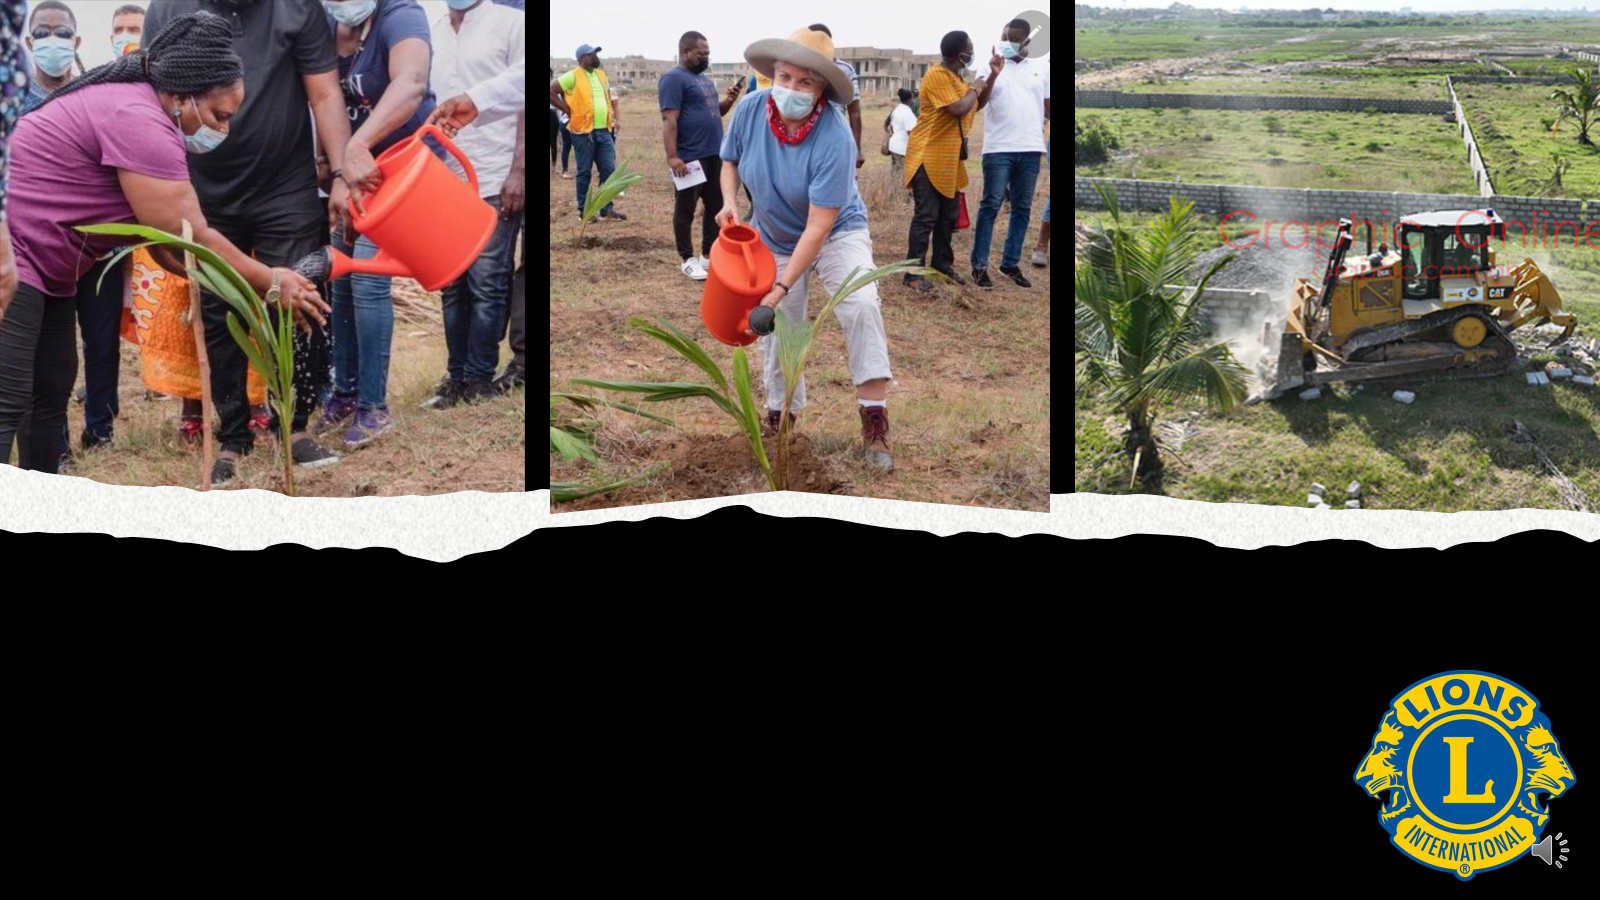 Graphic Online
CAT
LIONS
L
INTERNATIONAL
®